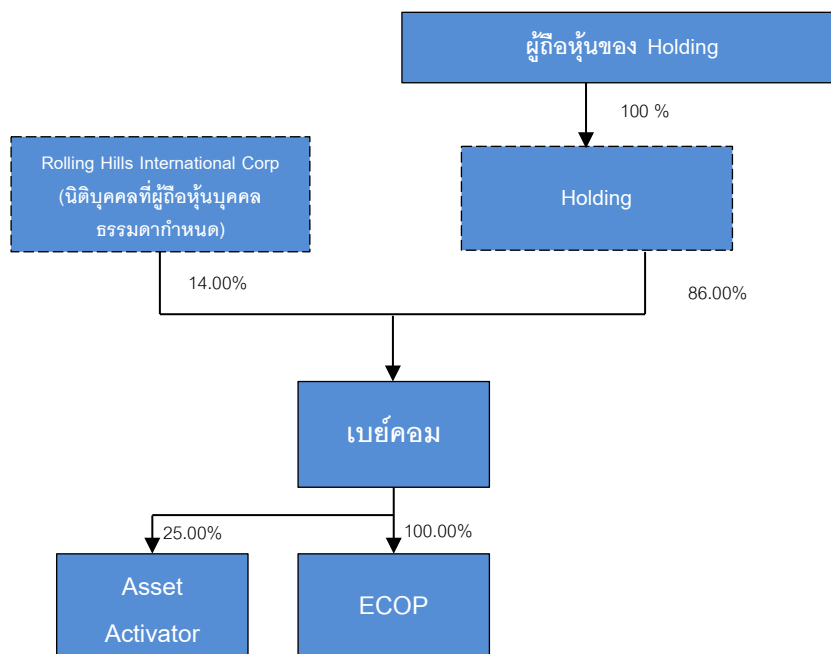 ผู้ถือหุ้นของ Holding
100 %
Rolling Hills International Corp
(นิติบุคคลที่ผู้ถือหุ้นบุคคล
ธรรมดากำหนด)
Holding
14.00%
86.00%
เบย์คอม
25.00%
100.00%
Asset
Activator
ECOP